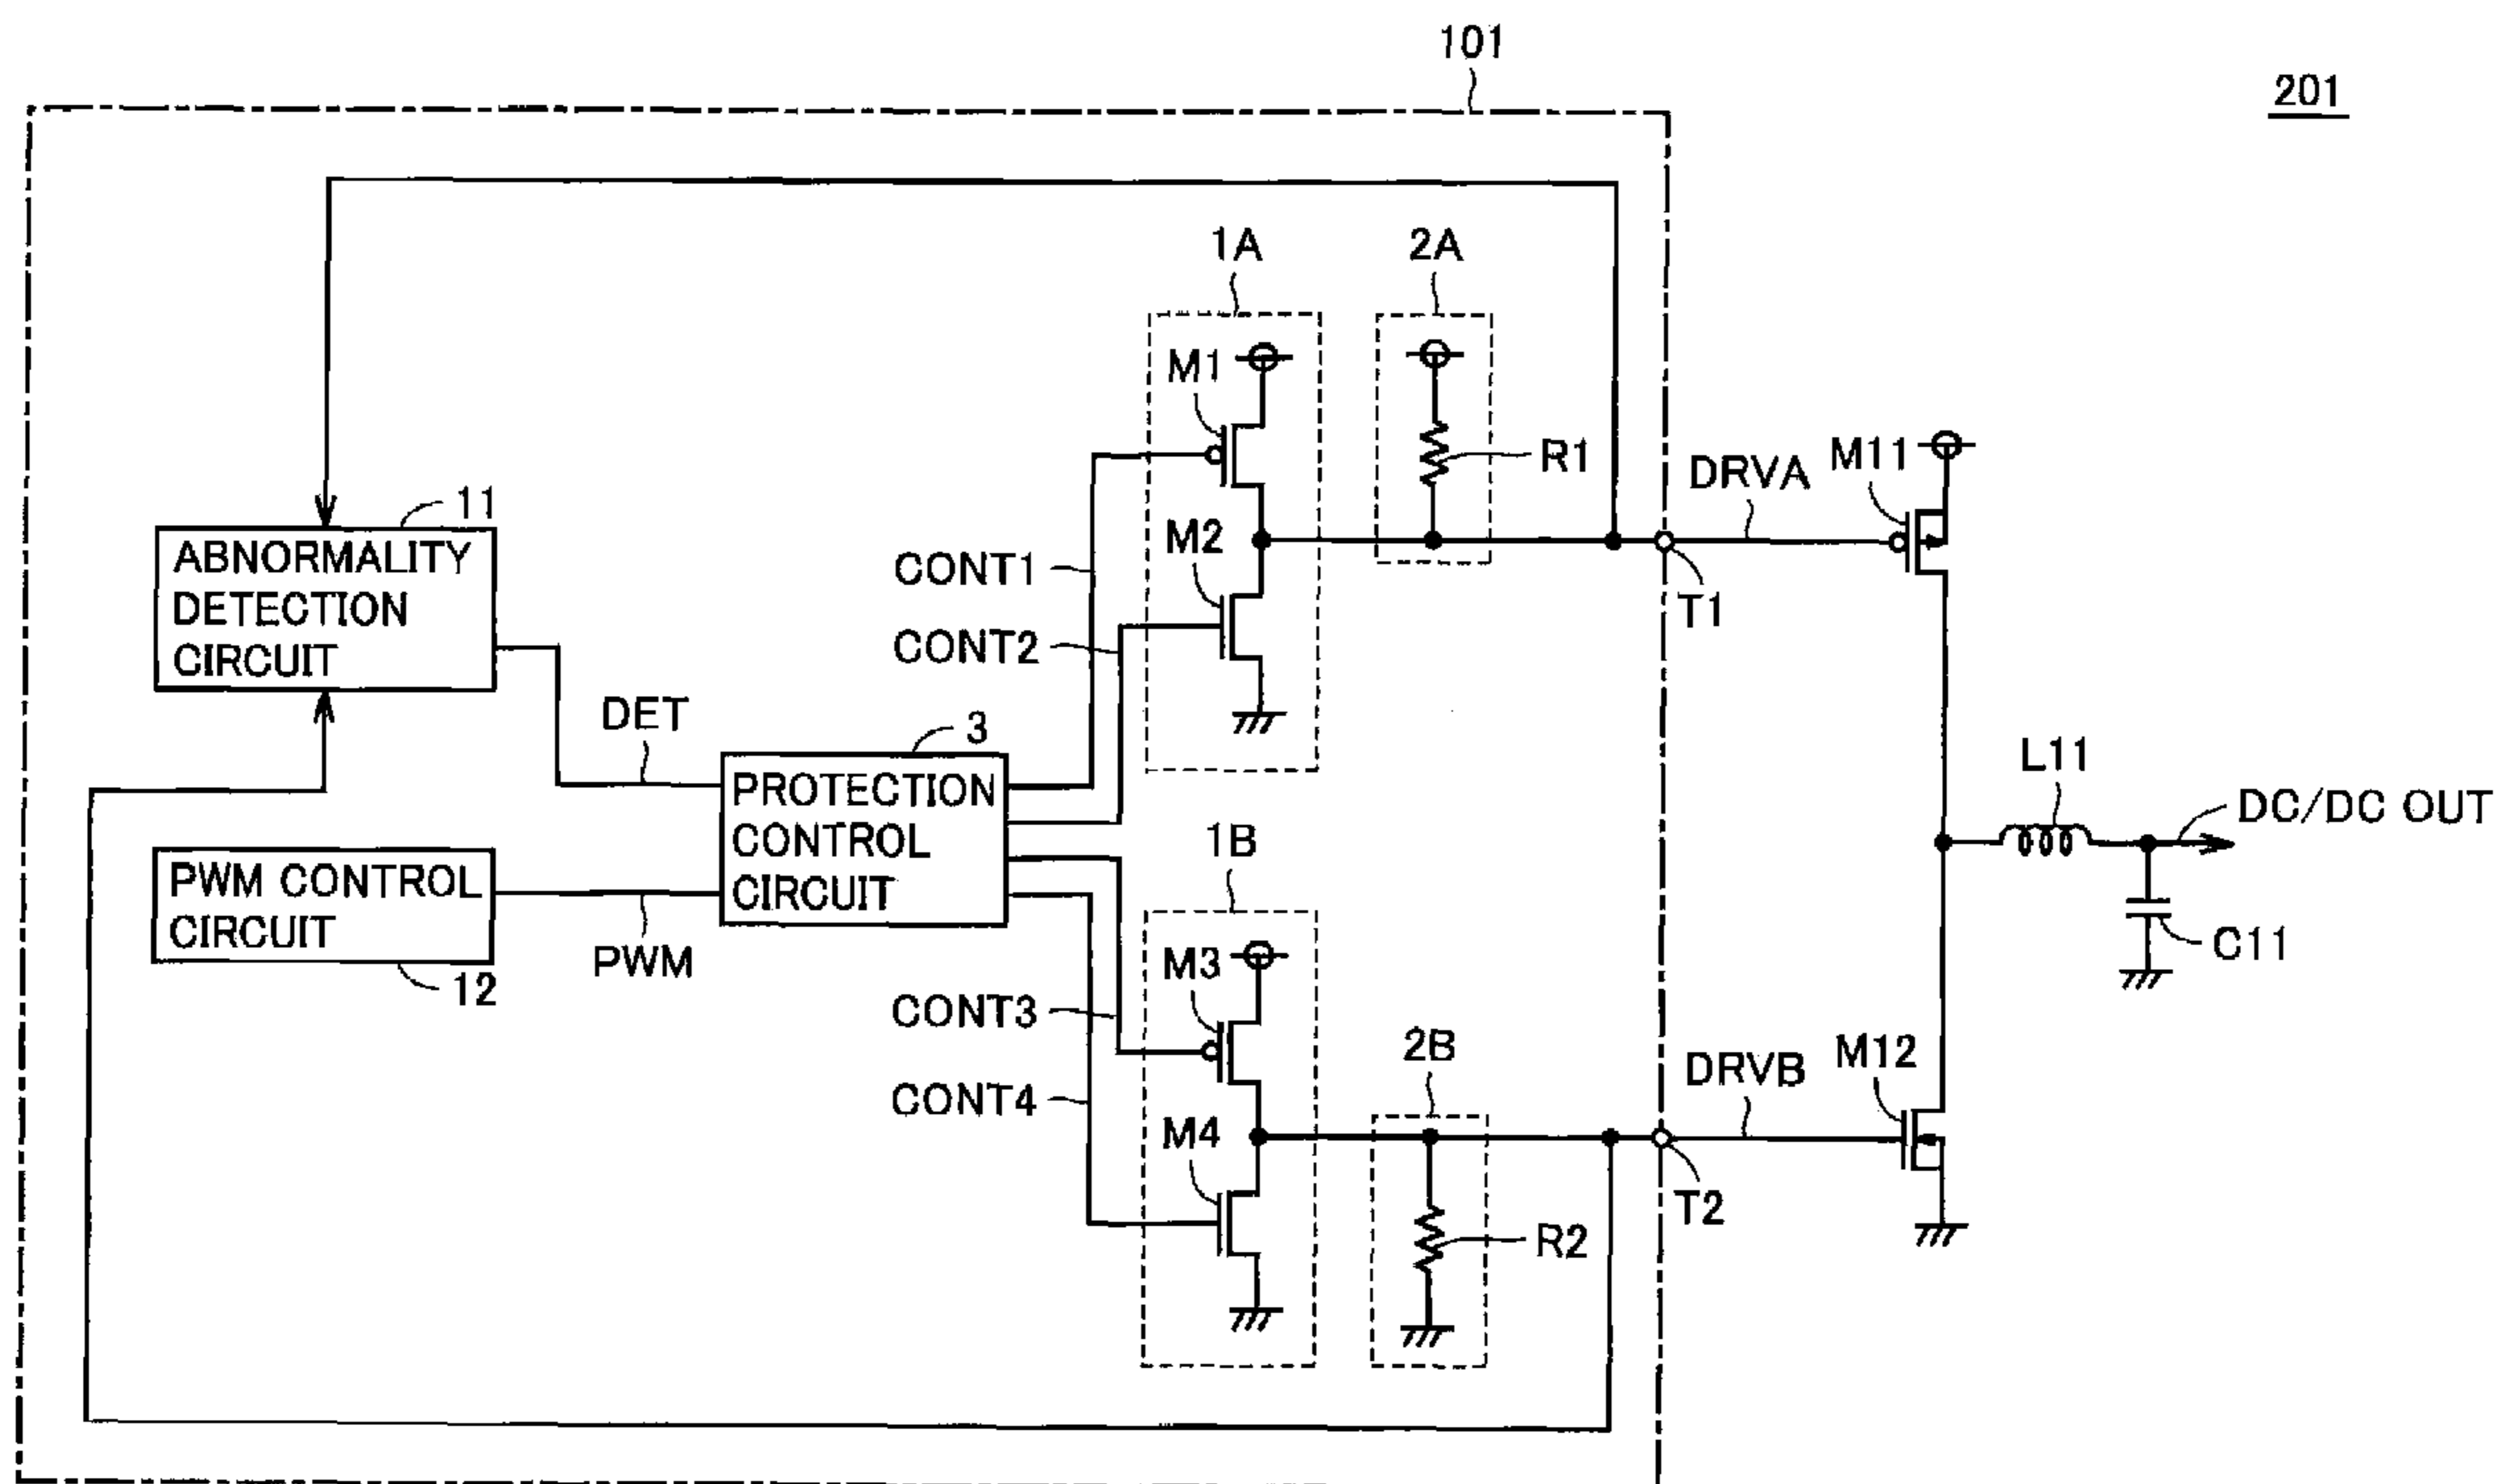 101
201
1A
2A
M1
R1
DRVA
M11
11
ABNORMALITY
DETECTION
CIRCUIT
M2
CONT1
T1
CONT2
DET
3
PROTECTION
CONTROL
CIRCUIT
L11
DC/DC OUT
1B
PWM CONTROL
CIRCUIT
12
PWM
C11
M3
CONT3
2B
DRVB
M12
CONT4
M4
T2
R2